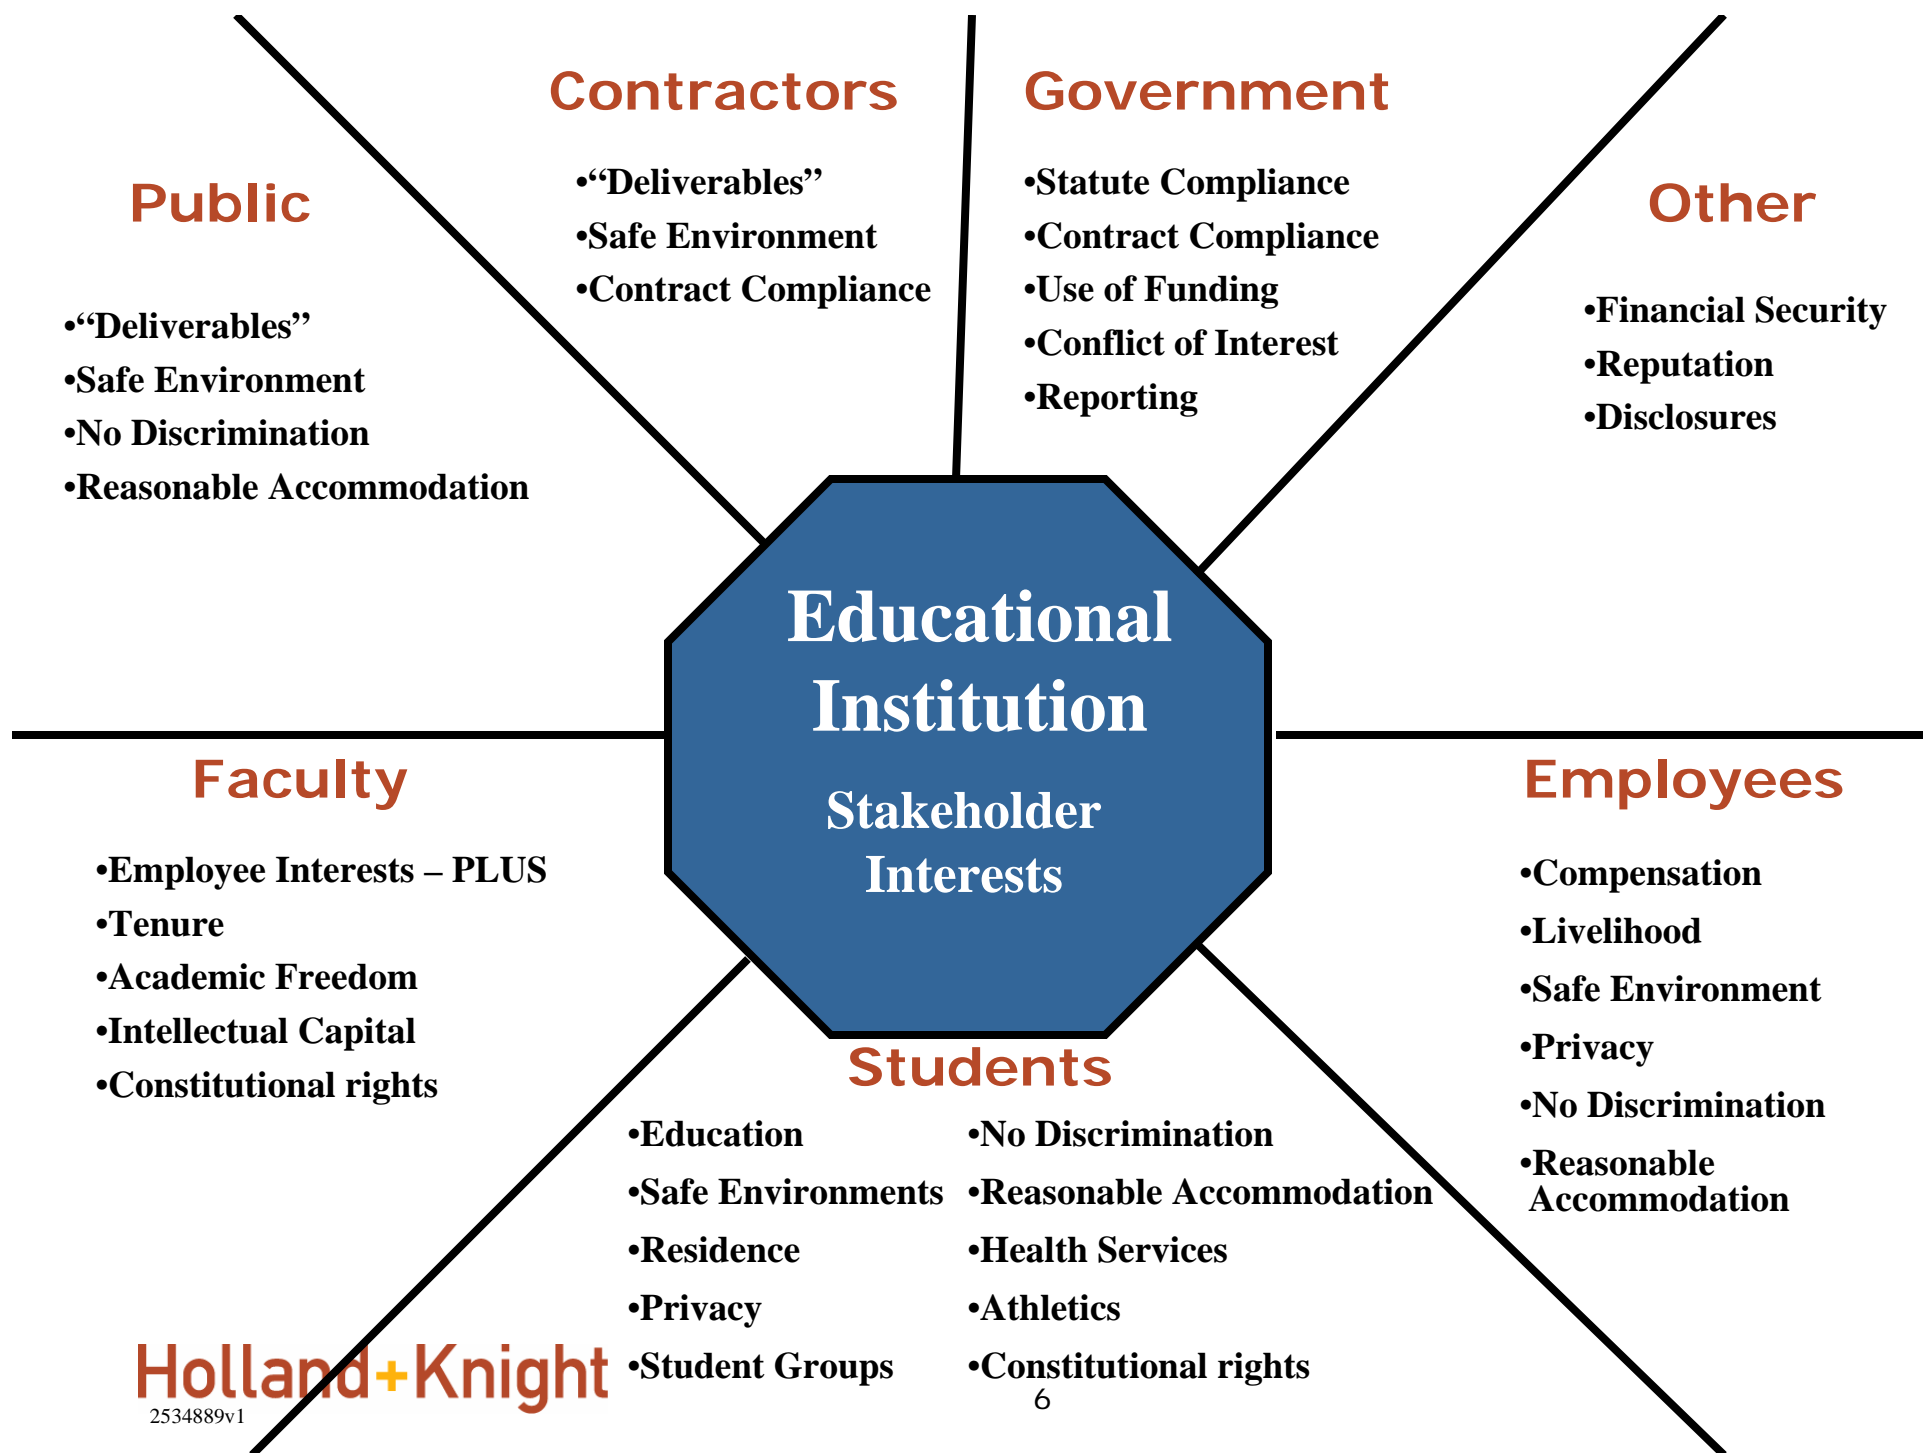 Contractors
•“Deliverables”
•Safe Environment
•Contract Compliance
Government
•Statute Compliance
•Contract Compliance
•Use of Funding
•Conflict of Interest
•Reporting
Public
•“Deliverables”
•Safe Environment
•No Discrimination
•Reasonable Accommodation
Other
•Financial Security
•Reputation
•Disclosures
Educational
Institution
Stakeholder
Interests
Faculty
•Employee Interests – PLUS
•Tenure
•Academic Freedom
•Intellectual Capital
•Constitutional rights
Employees
•Compensation
•Livelihood
•Safe Environment
•Privacy
•No Discrimination
•Reasonable
Accommodation
Students
•Education
•Safe Environments
•Residence
•Privacy
•Student Groups
•No Discrimination
•Reasonable Accommodation
•Health Services
•Athletics
•Constitutional rights
Holland+Knight
2534889v1
6